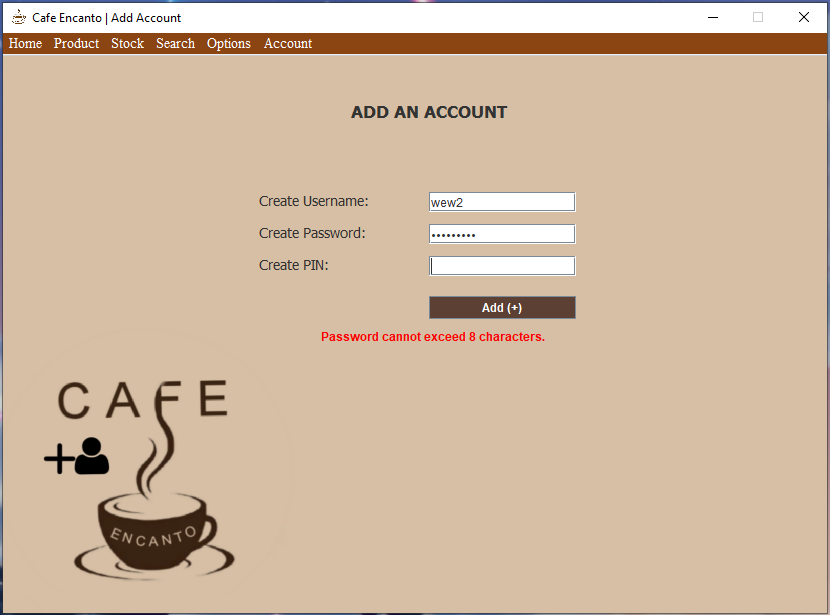 Cafe Encanto | Add Account
Home Product Stock Search Options Account
ADD AN ACCOUNT
Create Username: wew2
Create Password: •••••••••
Create PIN:
Add (+)
Password cannot exceed 8 characters.
CAFE
ENCANTO